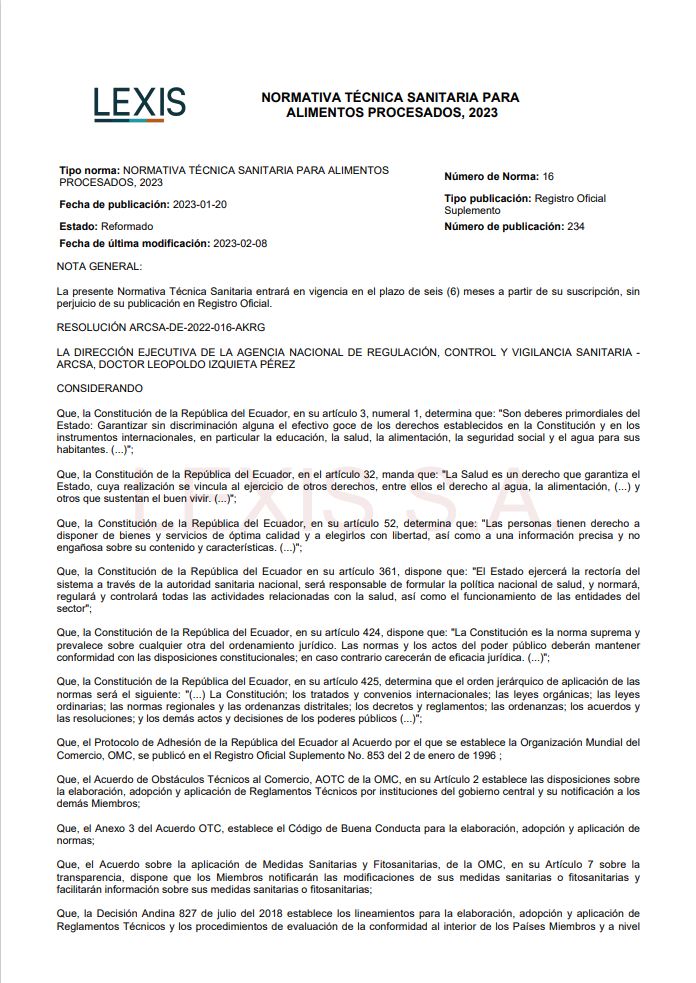 LEXIS
NORMATIVA TÉCNICA SANITARIA PARA
ALIMENTOS PROCESADOS, 2023
Tipo norma: NORMATIVA TÉCNICA SANITARIA PARA ALIMENTOS
PROCESADOS, 2023
Número de Norma: 16
Fecha de publicación: 2023-01-20
Tipo publicación: Registro Oficial
Suplemento
Estado: Reformado
Número de publicación: 234
Fecha de última modificación: 2023-02-08
NOTA GENERAL:
La presente Normativa Técnica Sanitaria entrará en vigencia en el plazo de seis (6) meses a partir de su suscripción, sin
perjuicio de su publicación en Registro Oficial.
RESOLUCIÓN ARCSA-DE-2022-016-AKRG
LA DIRECCIÓN EJECUTIVA DE LA AGENCIA NACIONAL DE REGULACIÓN, CONTROL Y VIGILANCIA SANITARIA -
ARCSA, DOCTOR LEOPOLDO IZQUIETA PÉREZ
CONSIDERANDO
Que, la Constitución de la República del Ecuador, en su artículo 3, numeral 1, determina que: "Son deberes primordiales del
Estado: Garantizar sin discriminación alguna el efectivo goce de los derechos establecidos en la Constitución y en los
instrumentos internacionales, en particular la educación, la salud, la alimentación, la seguridad social y el agua para sus
habitantes. (...)";
Que, la Constitución de la República del Ecuador, en el artículo 32, manda que: "La Salud es un derecho que garantiza el
Estado, cuya realización se vincula al ejercicio de otros derechos, entre ellos el derecho al agua, la alimentación, (...) y
otros que sustentan el buen vivir. (...)";
LEXIS S.A.
Que, la Constitución de la República del Ecuador, en su artículo 52, determina que: "Las personas tienen derecho a
disponer de bienes y servicios de óptima calidad y a elegirlos con libertad, así como a una información precisa y no
engañosa sobre su contenido y características. (...)";
Que, la Constitución de la República del Ecuador en su artículo 361, dispone que: "El Estado ejercerá la rectoría del
sistema a través de la autoridad sanitaria nacional, será responsable de formular la política nacional de salud, y normará,
regulará y controlará todas las actividades relacionadas con la salud, así como el funcionamiento de las entidades del
sector";
Que, la Constitución de la República del Ecuador, en su artículo 424, dispone que: "La Constitución es la norma suprema y
prevalece sobre cualquier otra del ordenamiento jurídico. Las normas y los actos del poder público deberán mantener
conformidad con las disposiciones constitucionales; en caso contrario carecerán de eficacia jurídica. (...)";
Que, la Constitución de la República del Ecuador, en su artículo 425, determina que el orden jerárquico de aplicación de las
normas será el siguiente: "(...) La Constitución; los tratados y convenios internacionales; las leyes orgánicas; las leyes
ordinarias; las normas regionales y las ordenanzas distritales; los decretos y reglamentos; las ordenanzas; los acuerdos y
las resoluciones; y los demás actos y decisiones de los poderes públicos (...)";
Que, el Protocolo de Adhesión de la República del Ecuador al Acuerdo por el que se establece la Organización Mundial del
Comercio, OMC, se publicó en el Registro Oficial Suplemento No. 853 del 2 de enero de 1996 ;
Que, el Acuerdo de Obstáculos Técnicos al Comercio, AOTC de la OMC, en su Artículo 2 establece las disposiciones sobre
la elaboración, adopción y aplicación de Reglamentos Técnicos por instituciones del gobierno central y su notificación a los
demás Miembros;
Que, el Anexo 3 del Acuerdo OTC, establece el Código de Buena Conducta para la elaboración, adopción y aplicación de
normas;
Que, el Acuerdo sobre la aplicación de Medidas Sanitarias y Fitosanitarias, de la OMC, en su Artículo 7 sobre la
transparencia, dispone que los Miembros notificarán las modificaciones de sus medidas sanitarias o fitosanitarias y
facilitarán información sobre sus medidas sanitarias o fitosanitarias;
Que, la Decisión Andina 827 de julio del 2018 establece los lineamientos para la elaboración, adopción y aplicación de
Reglamentos Técnicos y los procedimientos de evaluación de la conformidad al interior de los Países Miembros y a nivel